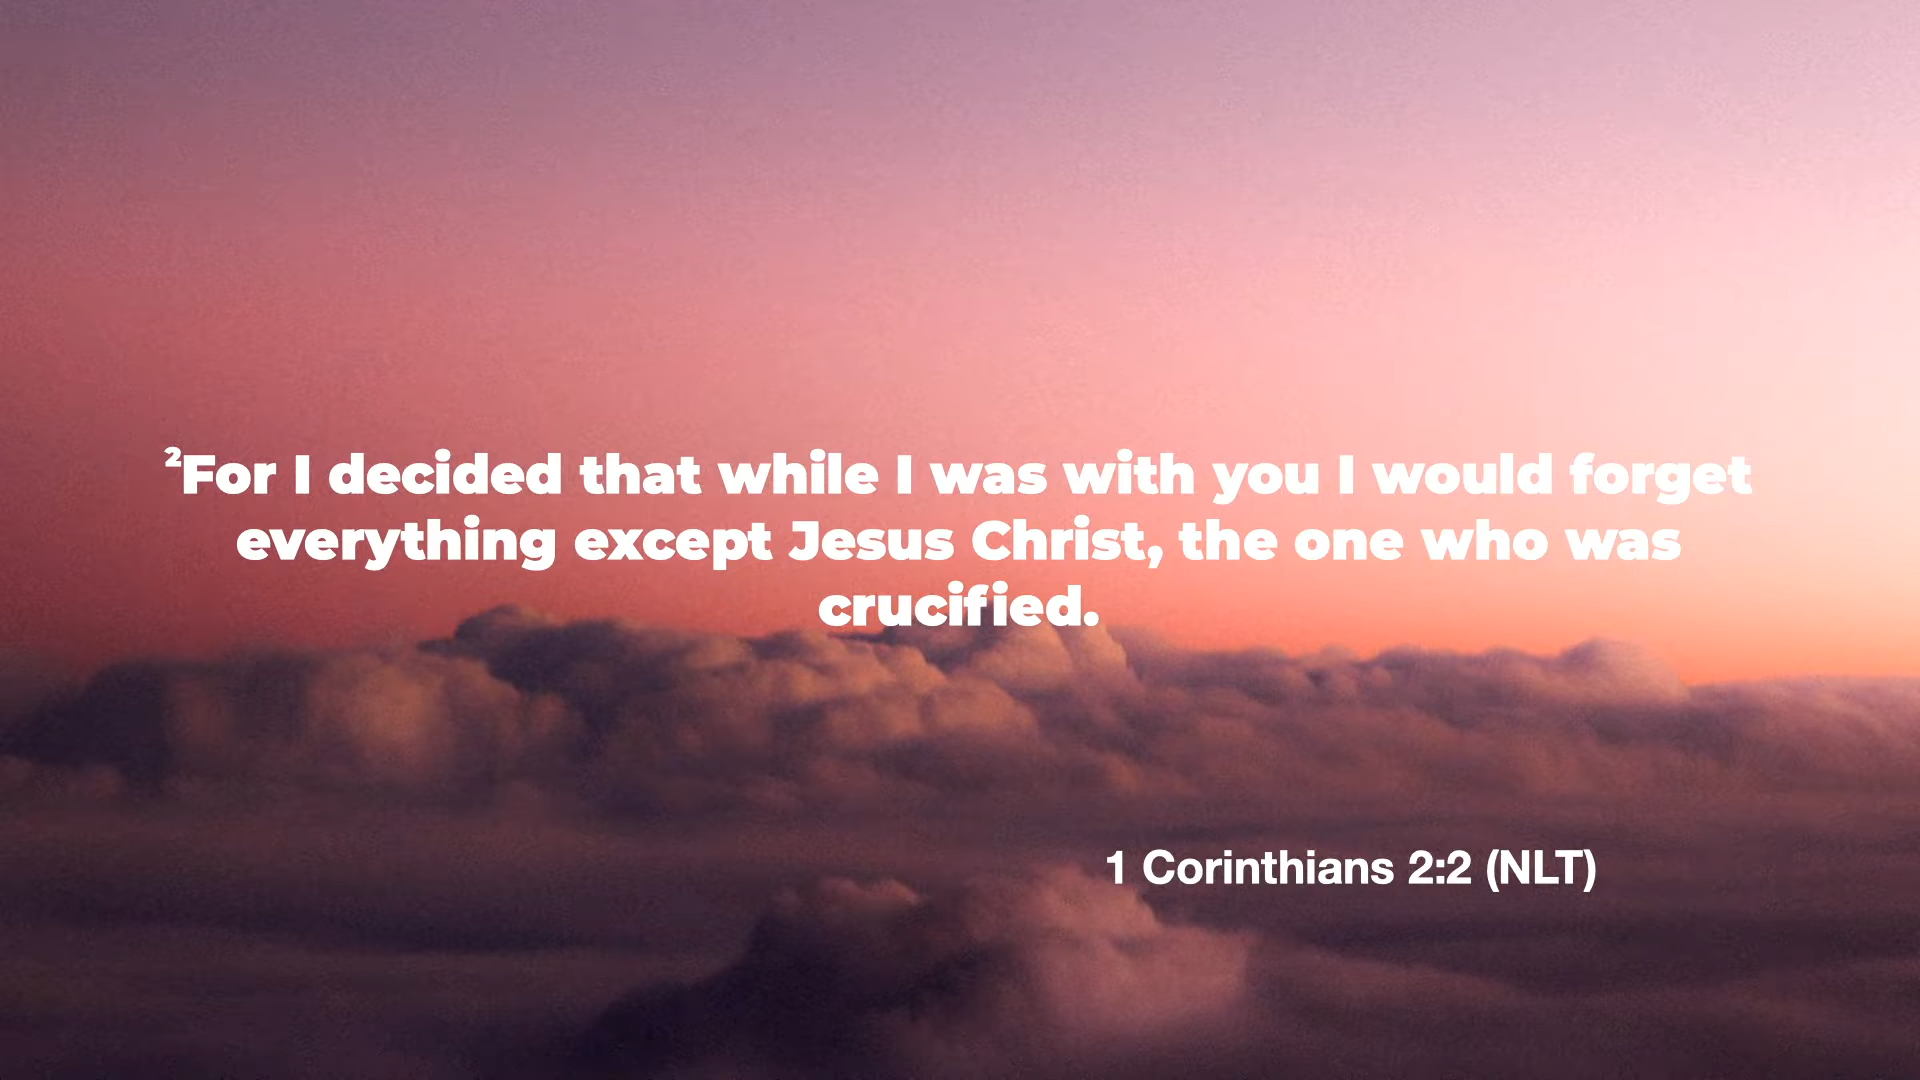 ²For I decided that while I was with you I would forget
everything except Jesus Christ, the one who was
crucified.
1 Corinthians 2:2 (NLT)